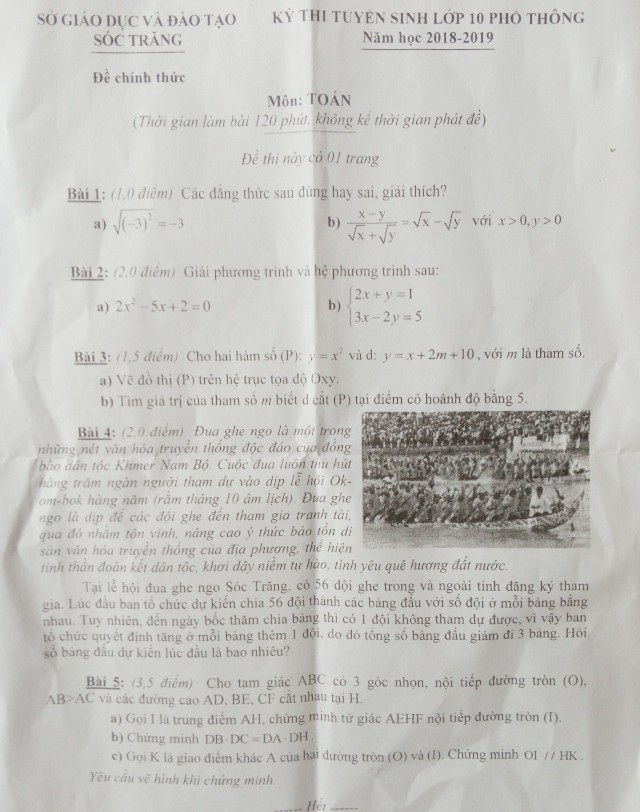 SỞ GIÁO DỤC VÀ ĐÀO TẠO KỲ THI TUYỂN SINH LỚP 10 PHỔ THÔNG
SÓC TRĂNG Năm học 2018-2019
Đề chính thức
Môn: TOÁN
(Thời gian làm bài 120 phút, không kể thời gian phát đề)
Đề thi này có 01 trang
Bài 1: (1,0 điểm) Các đẳng thức sau đúng hay sai, giải thích?
a) √((−3)²) = −3 b) (x − y)/(√x + √y) = √x − √y với x > 0, y > 0
Bài 2: (2,0 điểm) Giải phương trình và hệ phương trình sau:
a) 2x² − 5x + 2 = 0 b) {2x + y = 1
3x − 2y = 5
Bài 3: (1,5 điểm) Cho hai hàm số (P): y = x² và d: y = x + 2m + 10, với m là tham số.
a) Vẽ đồ thị (P) trên hệ trục tọa độ Oxy.
b) Tìm giá trị của tham số m biết d cắt (P) tại điểm có hoành độ bằng 5.
Bài 4: (2,0 điểm) Đua ghe ngo là một trong
những nét văn hóa truyền thống độc đáo của đồng
bào dân tộc Khmer Nam Bộ. Cuộc đua luôn thu hút
hàng trăm ngàn người tham dự vào dịp lễ hội Ok-
om-bok hàng năm (rằm tháng 10 âm lịch). Đua ghe
ngo là dịp để các đội ghe đến tham gia tranh tài,
qua đó nhằm tôn vinh, nâng cao ý thức bảo tồn di
sản văn hóa truyền thống của địa phương, thể hiện
tinh thần đoàn kết dân tộc, khơi dậy niềm tự hào, tình yêu quê hương đất nước.
Tại lễ hội đua ghe ngo Sóc Trăng, có 56 đội ghe trong và ngoài tỉnh đăng ký tham
gia. Lúc đầu ban tổ chức dự kiến chia 56 đội thành các bảng đấu với số đội ở mỗi bảng bằng
nhau. Tuy nhiên, đến ngày bốc thăm chia bảng thì có 1 đội không tham dự được, vì vậy ban
tổ chức quyết định tăng ở mỗi bảng thêm 1 đội, do đó tổng số bảng đấu giảm đi 3 bảng. Hỏi
số bảng đấu dự kiến lúc đầu là bao nhiêu?
Bài 5: (3,5 điểm) Cho tam giác ABC có 3 góc nhọn, nội tiếp đường tròn (O),
AB>AC và các đường cao AD, BE, CF cắt nhau tại H.
a) Gọi I là trung điểm AH, chứng minh tứ giác AEHF nội tiếp đường tròn (I).
b) Chứng minh DB·DC = DA·DH.
c) Gọi K là giao điểm khác A của hai đường tròn (O) và (I). Chứng minh OI // HK.
Yêu cầu vẽ hình khi chứng minh
------ Hết ------